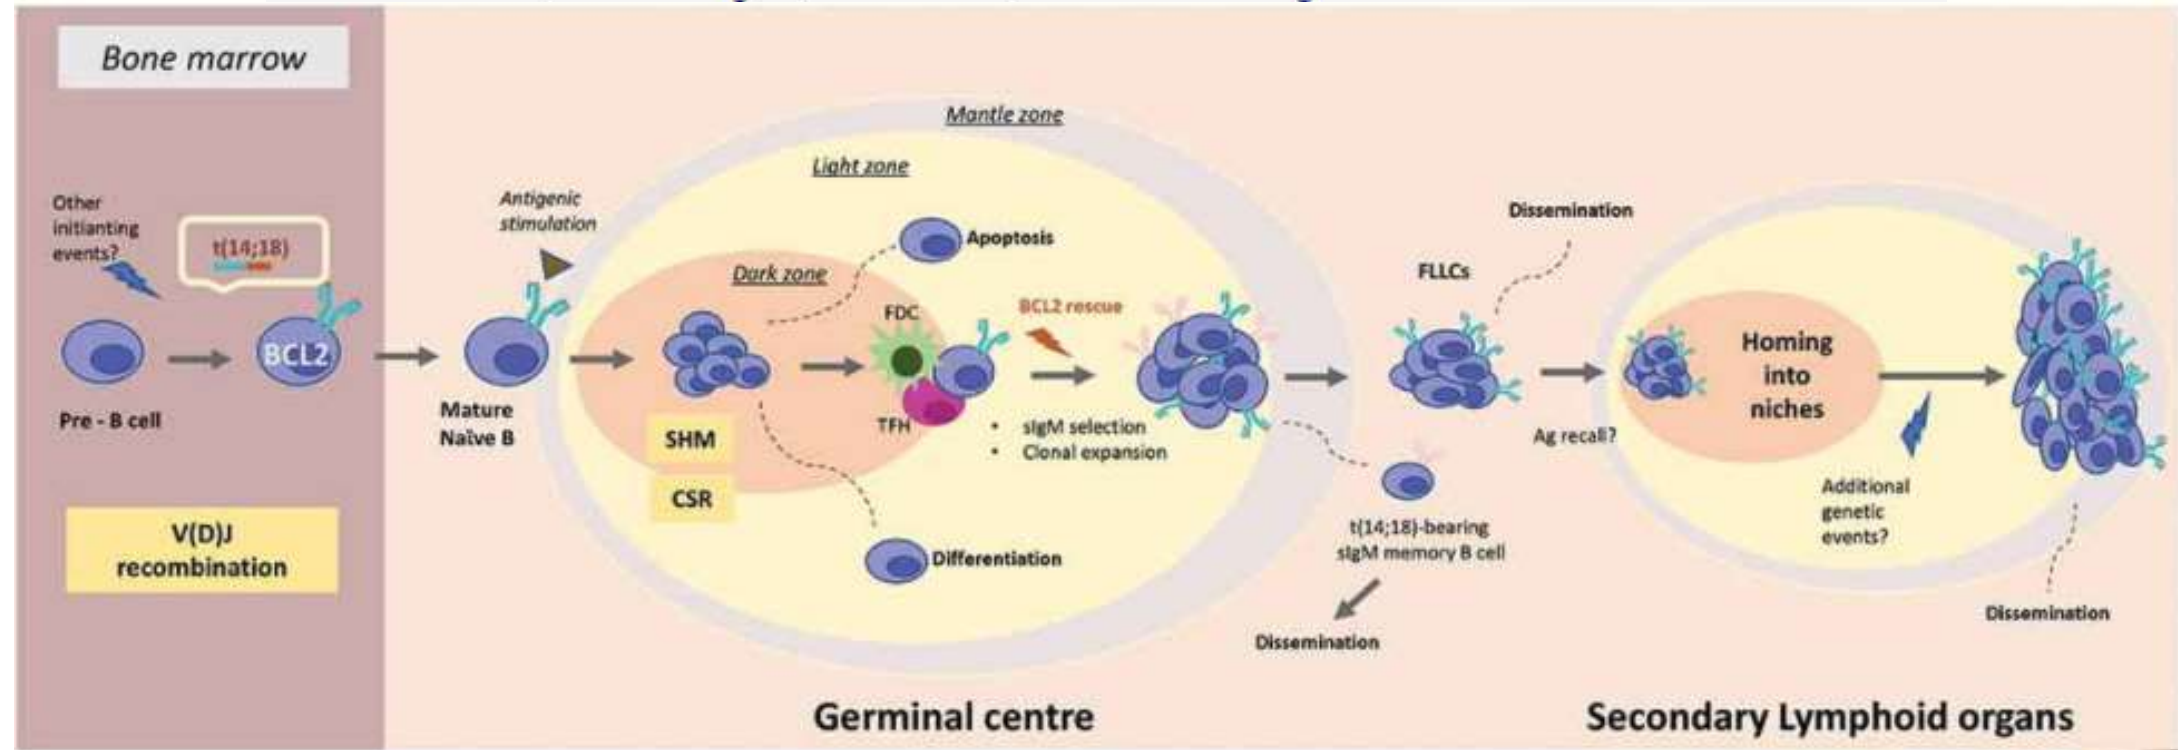 Bone marrow
Other
initianting
events?
t(14;18)
BCL2
Pre - B cell
V(D)J
recombination
Antigenic
stimulation
Mature
Naïve B
Mantle zone
Light zone
Dark zone
Apoptosis
FDC
TFH
SHM
CSR
BCL2 rescue
• sIgM selection
• Clonal expansion
Differentiation
Germinal centre
Dissemination
FLLCs
t(14;18)-bearing
sIgM memory B cell
Dissemination
Ag recall?
Homing
into
niches
Additional
genetic
events?
Dissemination
Secondary Lymphoid organs